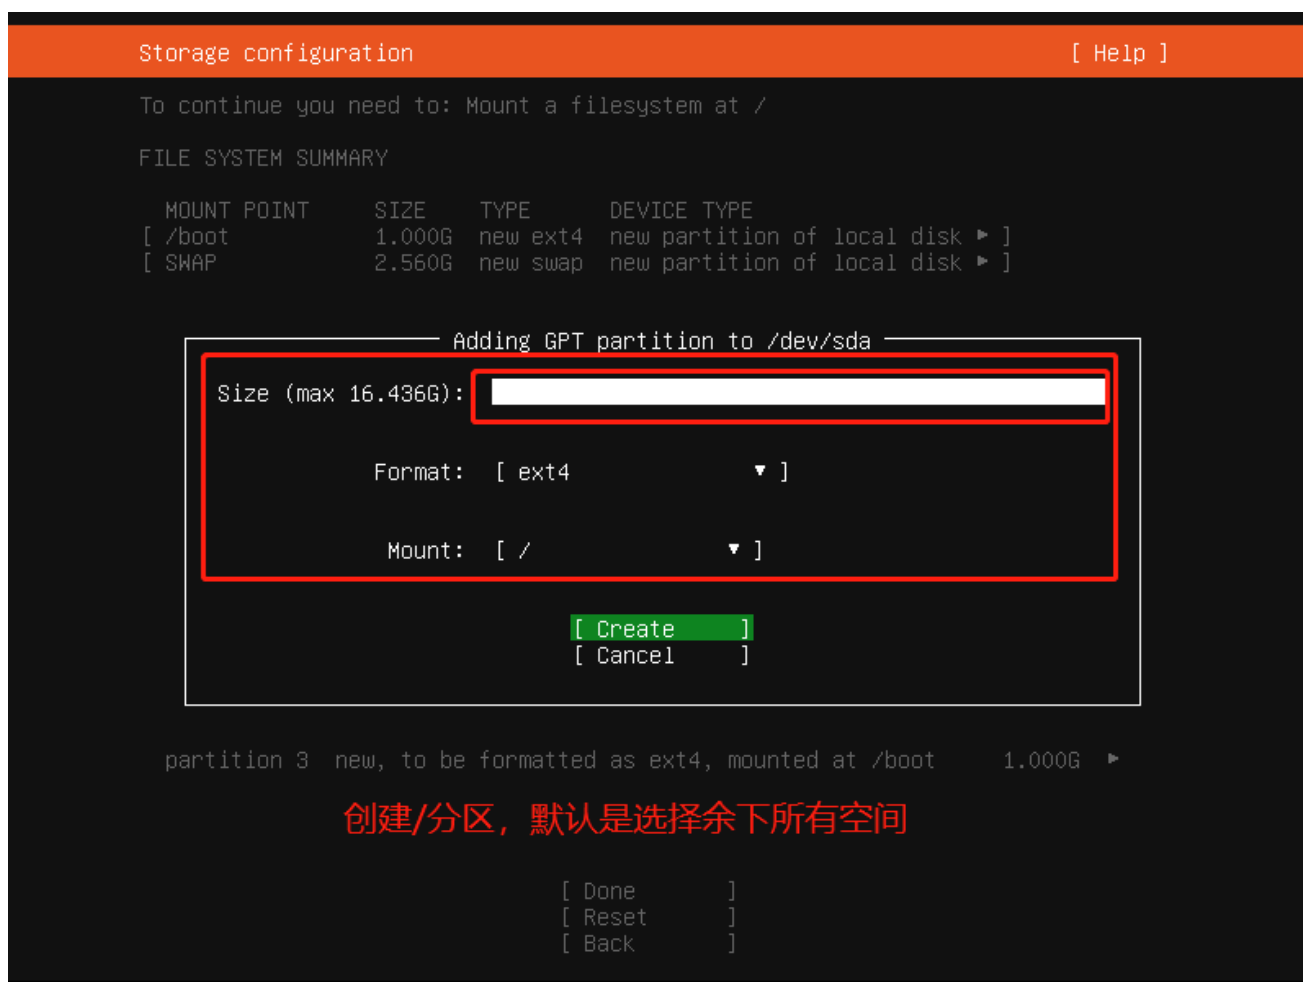 Storage configuration [ Help ]
To continue you need to: Mount a filesystem at /
FILE SYSTEM SUMMARY
MOUNT POINT SIZE TYPE DEVICE TYPE
[ /boot 1.000G new ext4 new partition of local disk ▸ ]
[ SWAP 2.560G new swap new partition of local disk ▸ ]
Adding GPT partition to /dev/sda
Size (max 16.436G):
Format: [ ext4 ▾ ]
Mount: [ / ▾ ]
[ Create ]
[ Cancel ]
partition 3 new, to be formatted as ext4, mounted at /boot 1.000G ▸
创建/分区，默认是选择余下所有空间
[ Done ]
[ Reset ]
[ Back ]